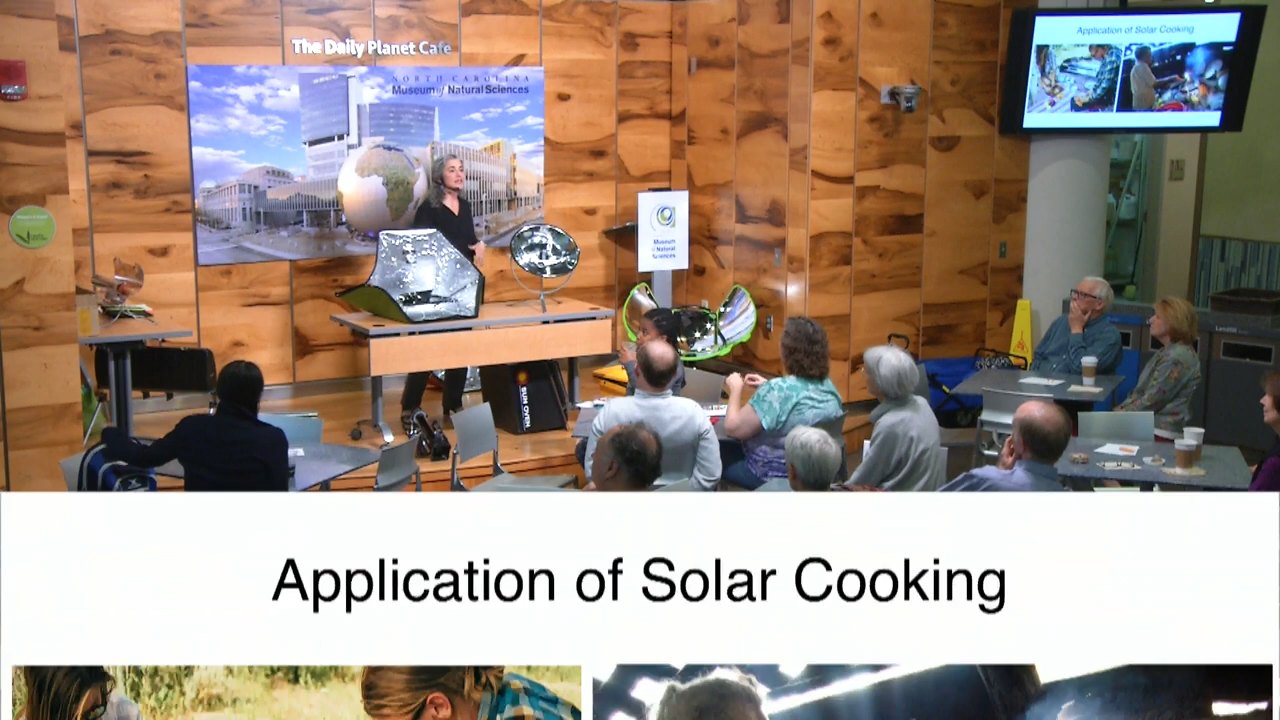 The Daily Planet Cafe
NORTH CAROLINA
Museum of Natural Sciences
Application of Solar Cooking
Museum
of Natural
Sciences
SUN OVEN
Landfill
Application of Solar Cooking